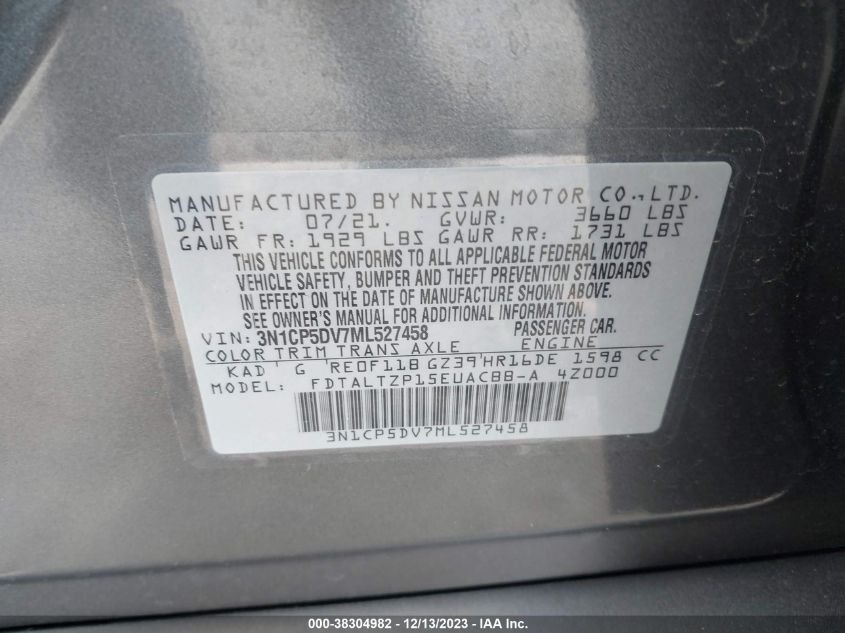 MANUFACTURED BY NISSAN MOTOR CO., LTD.
DATE: 07/21. GVWR: 3660 LBS
GAWR FR: 1929 LBS GAWR RR: 1731 LBS
THIS VEHICLE CONFORMS TO ALL APPLICABLE FEDERAL MOTOR
VEHICLE SAFETY, BUMPER AND THEFT PREVENTION STANDARDS
IN EFFECT ON THE DATE OF MANUFACTURE SHOWN ABOVE.
SEE OWNER'S MANUAL FOR ADDITIONAL INFORMATION.
VIN: 3N1CP5DV7ML527458 PASSENGER CAR.
COLOR TRIM TRANS AXLE ENGINE
KAD G RE0F11B GZ39 HR16DE 1598 CC
MODEL: FDTALTZP15EUACBB-A 4Z000
3N1CP5DV7ML527458
000-38304982 - 12/13/2023 - IAA Inc.